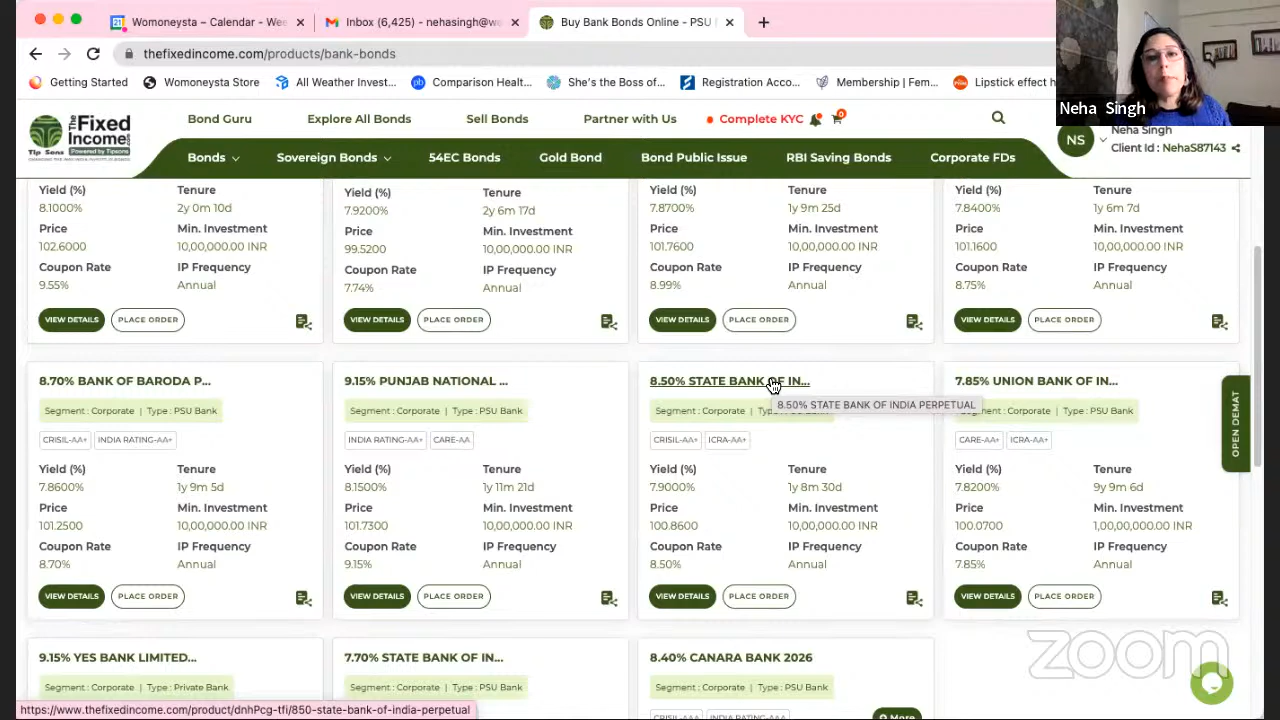 Womoneysta – Calendar - Wee
Inbox (6,425) - nehasingh@we
Buy Bank Bonds Online - PSU
thefixedincome.com/products/bank-bonds
Getting Started
Womoneysta Store
All Weather Invest...
Comparison Healt...
She's the Boss of...
Registration Acco...
Membership | Fem...
Lipstick effect h
Neha Singh
The
Fixed
Income
.com
Tip Sons
Powered by Tipsons
Bond Guru
Explore All Bonds
Sell Bonds
Partner with Us
Complete KYC
0
NS
Neha Singh
Client Id : NehaS87143
Bonds
Sovereign Bonds
54EC Bonds
Gold Bond
Bond Public Issue
RBI Saving Bonds
Corporate FDs
Yield (%) Tenure
8.1000% 2y 0m 10d
Price Min. Investment
102.6000 10,00,000.00 INR
Coupon Rate IP Frequency
9.55% Annual
VIEW DETAILS PLACE ORDER
Yield (%) Tenure
7.9200% 2y 6m 17d
Price Min. Investment
99.5200 10,00,000.00 INR
Coupon Rate IP Frequency
7.74% Annual
VIEW DETAILS PLACE ORDER
Yield (%) Tenure
7.8700% 1y 9m 25d
Price Min. Investment
101.7600 10,00,000.00 INR
Coupon Rate IP Frequency
8.99% Annual
VIEW DETAILS PLACE ORDER
Yield (%) Tenure
7.8400% 1y 6m 7d
Price Min. Investment
101.1600 10,00,000.00 INR
Coupon Rate IP Frequency
8.75% Annual
VIEW DETAILS PLACE ORDER
8.70% BANK OF BARODA P...
Segment : Corporate | Type : PSU Bank
CRISIL-AA+ INDIA RATING-AA+
Yield (%) Tenure
7.8600% 1y 9m 5d
Price Min. Investment
101.2500 10,00,000.00 INR
Coupon Rate IP Frequency
8.70% Annual
VIEW DETAILS PLACE ORDER
9.15% PUNJAB NATIONAL ...
Segment : Corporate | Type : PSU Bank
INDIA RATING-AA+ CARE-AA
Yield (%) Tenure
8.1500% 1y 11m 21d
Price Min. Investment
101.7300 10,00,000.00 INR
Coupon Rate IP Frequency
9.15% Annual
VIEW DETAILS PLACE ORDER
8.50% STATE BANK OF IN...
8.50% STATE BANK OF INDIA PERPETUAL
Segment : Corporate | Type
CRISIL-AA+ ICRA-AA+
Yield (%) Tenure
7.9000% 1y 8m 30d
Price Min. Investment
100.8600 10,00,000.00 INR
Coupon Rate IP Frequency
8.50% Annual
VIEW DETAILS PLACE ORDER
7.85% UNION BANK OF IN...
Segment : Corporate | Type : PSU Bank
CARE-AA+ ICRA-AA+
Yield (%) Tenure
7.8200% 9y 9m 6d
Price Min. Investment
100.0700 1,00,00,000.00 INR
Coupon Rate IP Frequency
7.85% Annual
VIEW DETAILS PLACE ORDER
OPEN DEMAT
9.15% YES BANK LIMITED...
Segment : Corporate | Type : Private Bank
7.70% STATE BANK OF IN...
Segment : Corporate | Type : PSU Bank
8.40% CANARA BANK 2026
Segment : Corporate | Type : PSU Bank
CRISIL-AA+ INDIA RATING-AA+
More
zoom
https://www.thefixedincome.com/product/dnhPcg-tfi/850-state-bank-of-india-perpetual